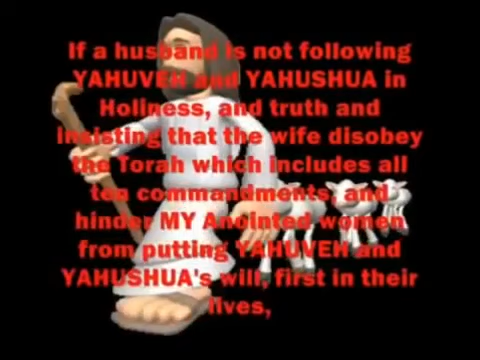 If a husband is not following
YAHUVEH and YAHUSHUA in
Holiness, and truth and
insisting that the wife disobey
the Torah which includes all
ten commandments, and
hinder MY Anointed women
from putting YAHUVEH and
YAHUSHUA's will, first in their
lives,